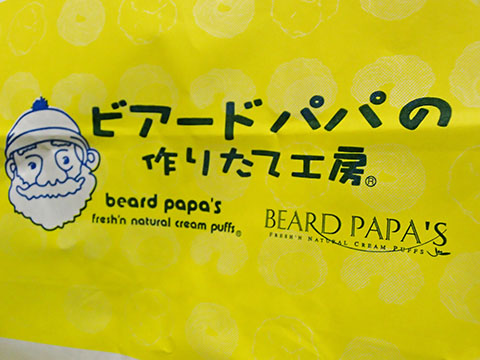 ビアードパパの
作りたて工房®
beard papa's
fresh'n natural cream puffs®
BEARD PAPA'S
FRESH'N NATURAL CREAM PUFFS